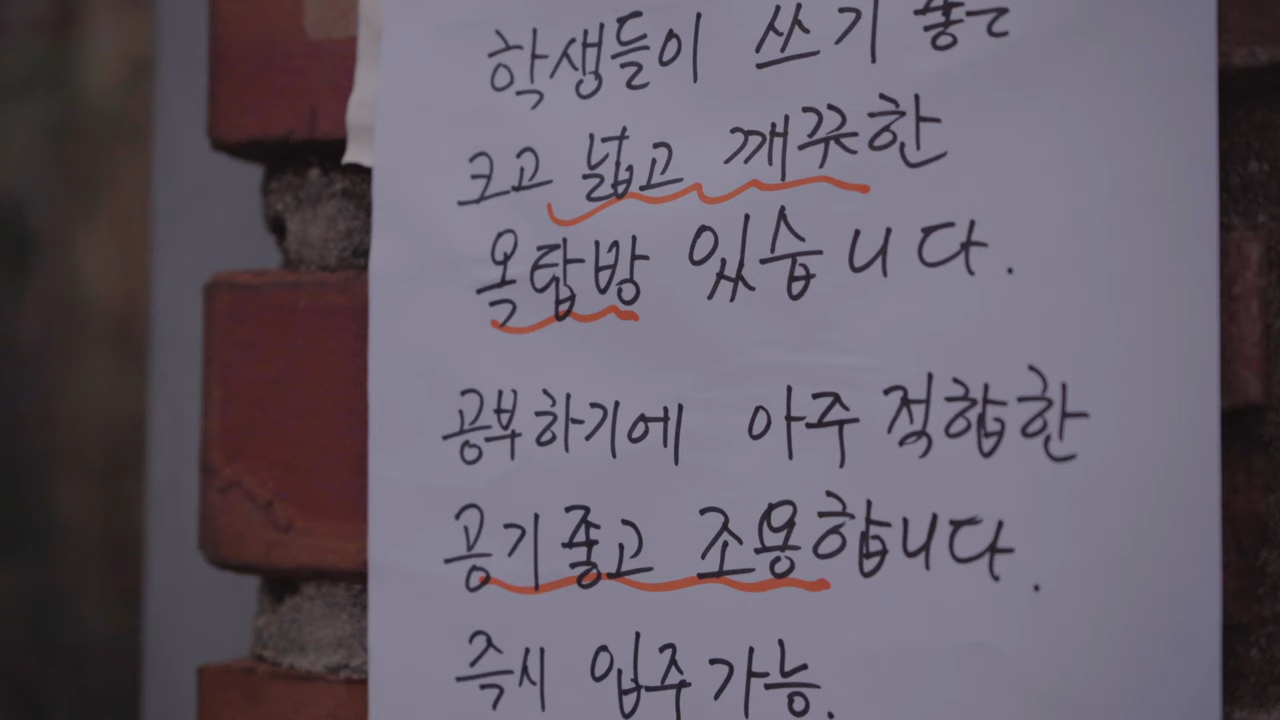 학생들이 쓰기 좋은
크고 넓고 깨끗한
옥탑방 있습니다.
공부하기에 아주 적합한
공기좋고 조용합니다.
즉시 입주가능.